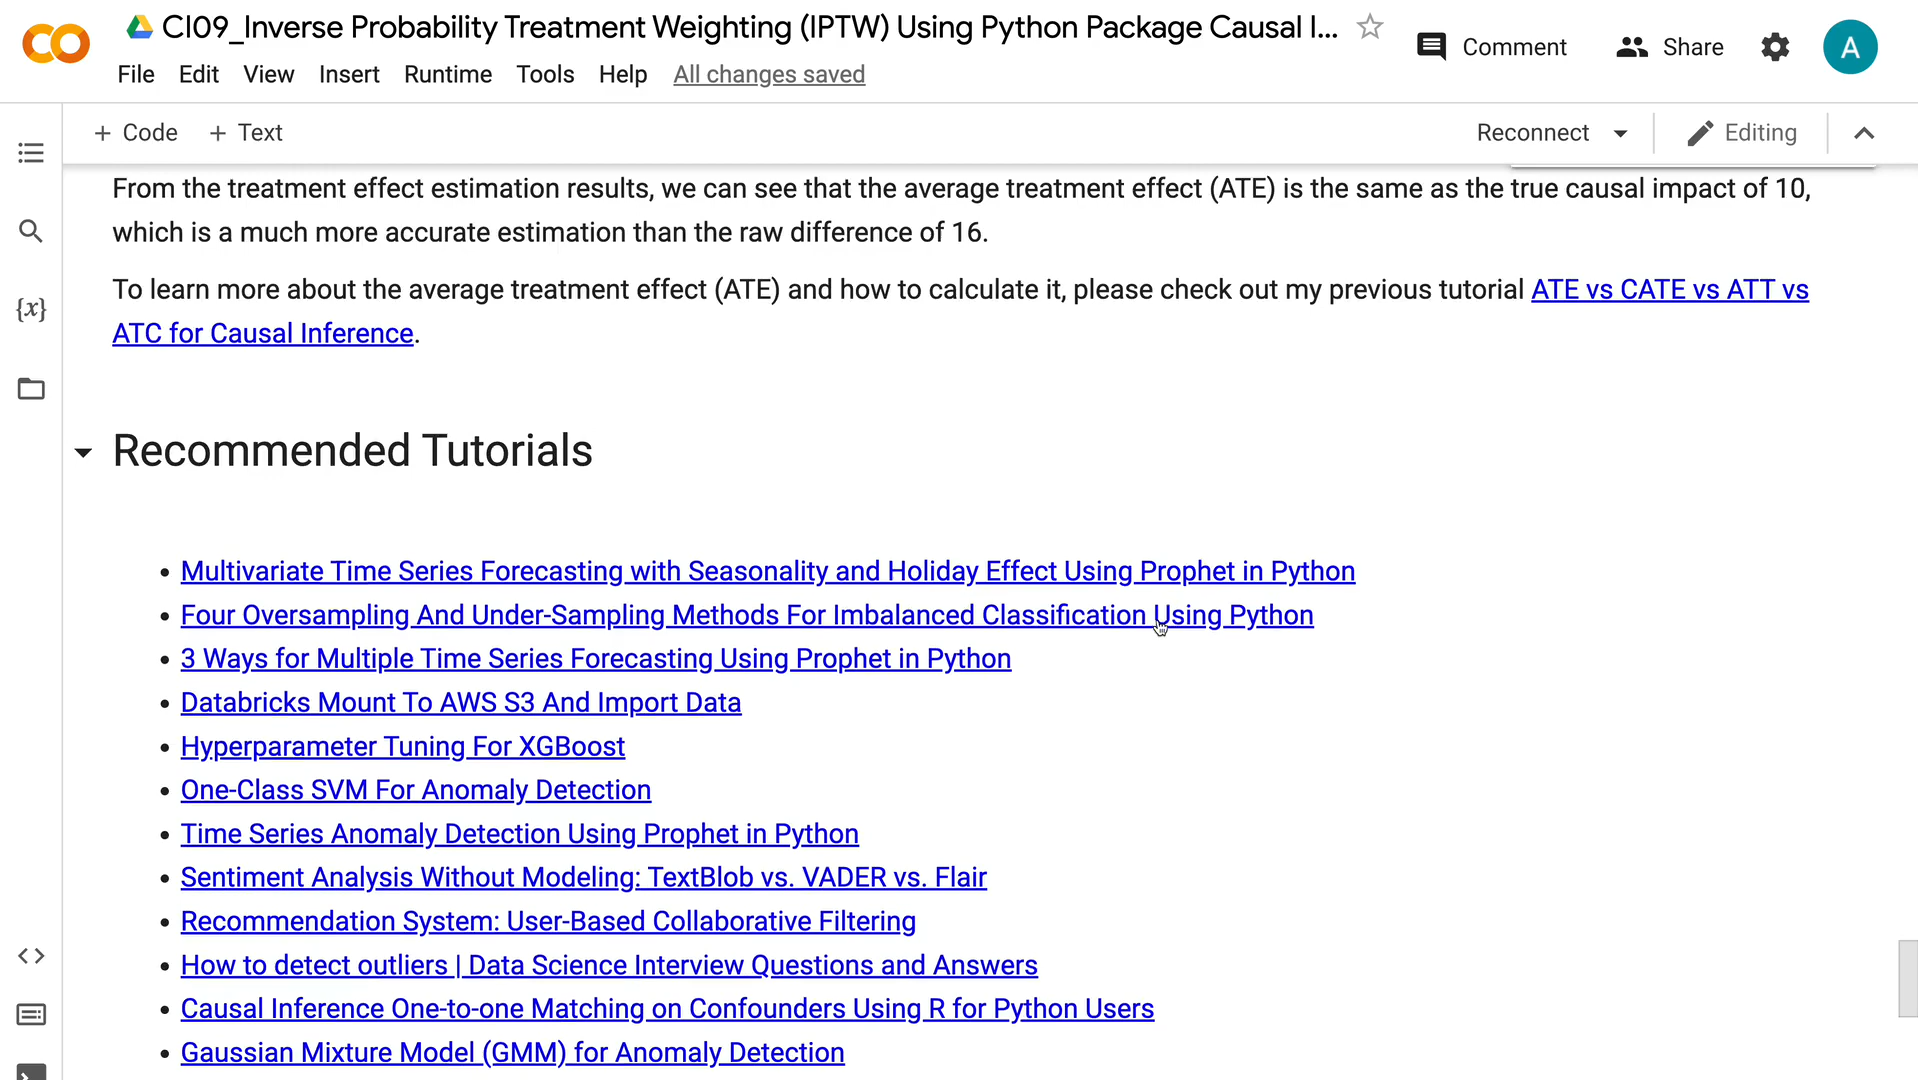 CI09_Inverse Probability Treatment Weighting (IPTW) Using Python Package Causal I...
Comment
Share
A
File Edit View Insert Runtime Tools Help All changes saved
+ Code + Text
Reconnect
Editing
{x}
From the treatment effect estimation results, we can see that the average treatment effect (ATE) is the same as the true causal impact of 10,
which is a much more accurate estimation than the raw difference of 16.
To learn more about the average treatment effect (ATE) and how to calculate it, please check out my previous tutorial ATE vs CATE vs ATT vs
ATC for Causal Inference.
Recommended Tutorials
• Multivariate Time Series Forecasting with Seasonality and Holiday Effect Using Prophet in Python
• Four Oversampling And Under-Sampling Methods For Imbalanced Classification Using Python
• 3 Ways for Multiple Time Series Forecasting Using Prophet in Python
• Databricks Mount To AWS S3 And Import Data
• Hyperparameter Tuning For XGBoost
• One-Class SVM For Anomaly Detection
• Time Series Anomaly Detection Using Prophet in Python
• Sentiment Analysis Without Modeling: TextBlob vs. VADER vs. Flair
• Recommendation System: User-Based Collaborative Filtering
• How to detect outliers | Data Science Interview Questions and Answers
• Causal Inference One-to-one Matching on Confounders Using R for Python Users
• Gaussian Mixture Model (GMM) for Anomaly Detection